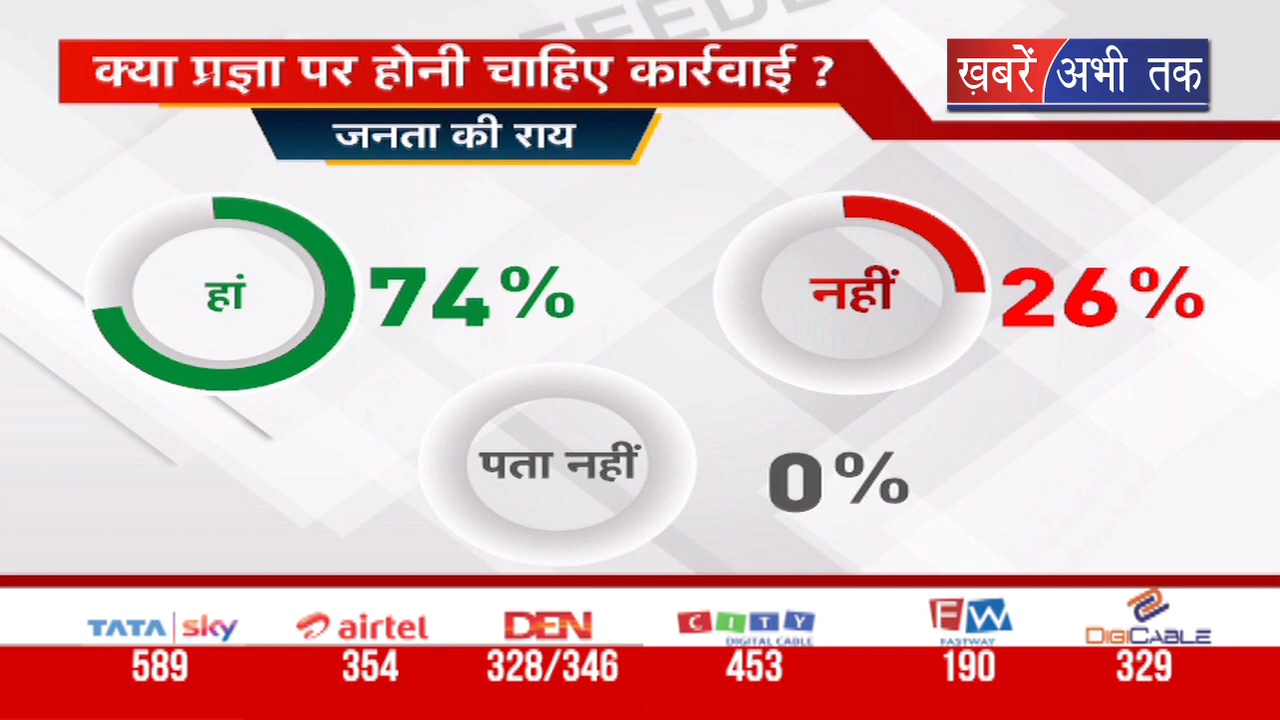 FEEDB
क्या प्रज्ञा पर होनी चाहिए कार्रवाई ?
ख़बरें अभी तक
जनता की राय
हां 74%
नहीं 26%
पता नहीं 0%
TATA sky airtel DEN CITY DIGITAL CABLE FW FASTWAY DIGICABLE
589 354 328/346 453 190 329